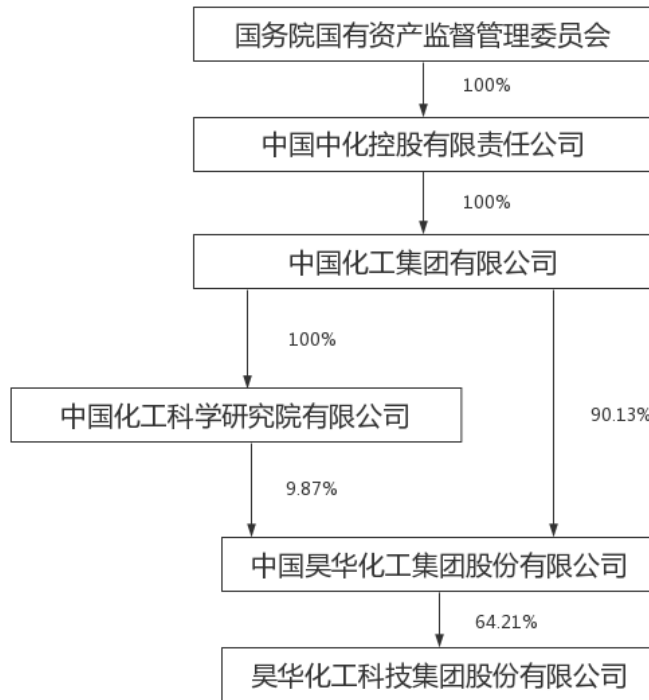 国务院国有资产监督管理委员会
100%
中国中化控股有限责任公司
100%
中国化工集团有限公司
100%
中国化工科学研究院有限公司
90.13%
9.87%
中国昊华化工集团股份有限公司
64.21%
昊华化工科技集团股份有限公司